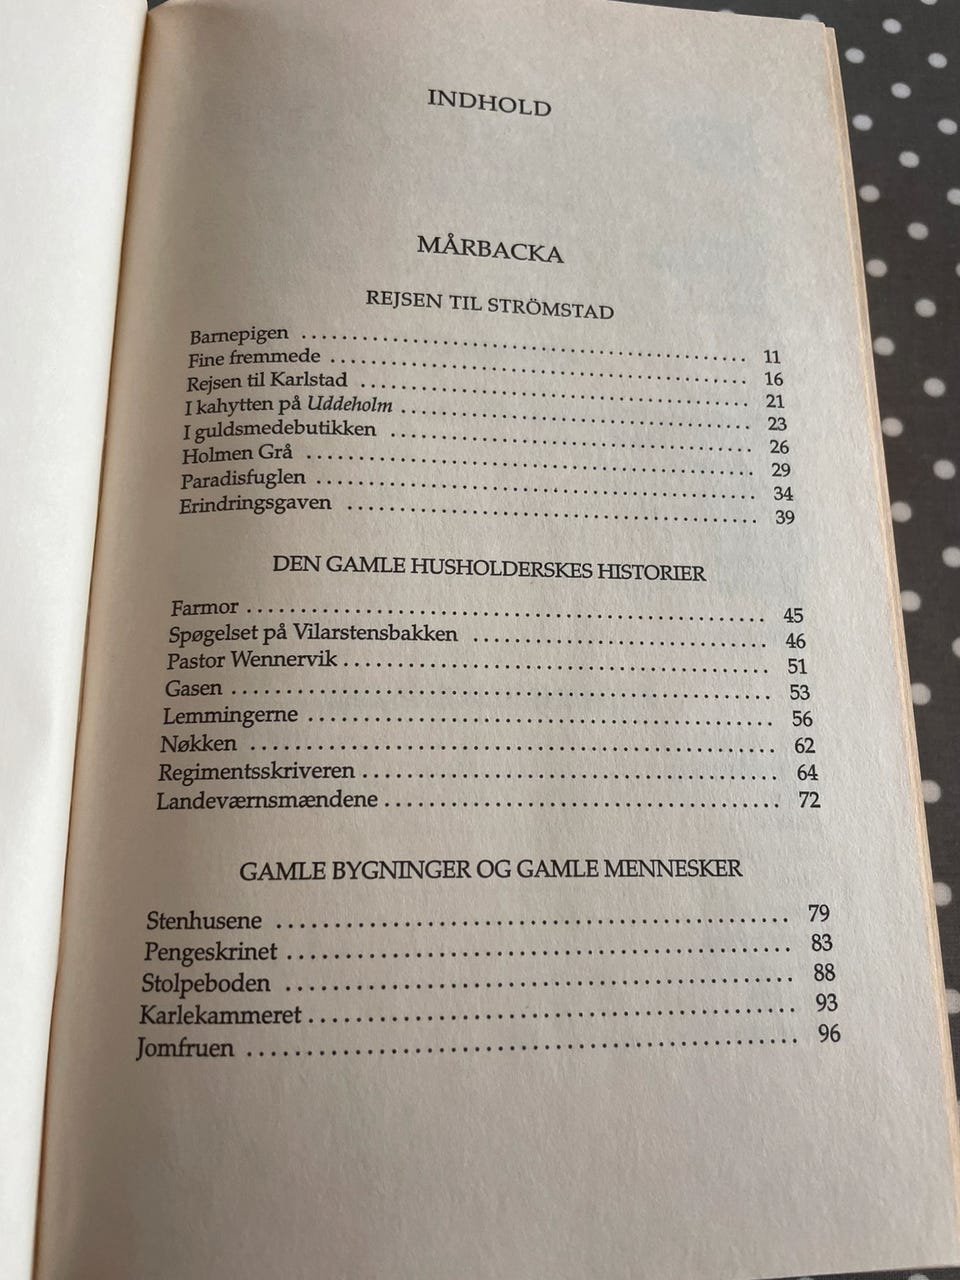 INDHOLD
MÅRBACKA
REJSEN TIL STRÖMSTAD
Barnepigen ........................................ 11
Fine fremmede ........................................ 16
Rejsen til Karlstad ........................................ 21
I kahytten på Uddeholm ........................................ 23
I guldsmedebutikken ........................................ 26
Holmen Grå ........................................ 29
Paradisfuglen ........................................ 34
Erindringsgaven ........................................ 39
DEN GAMLE HUSHOLDERSKES HISTORIER
Farmor ........................................ 45
Spøgelset på Vilarstensbakken ........................................ 46
Pastor Wennervik ........................................ 51
Gasen ........................................ 53
Lemmingerne ........................................ 56
Nøkken ........................................ 62
Regimentsskriveren ........................................ 64
Landeværnsmændene ........................................ 72
GAMLE BYGNINGER OG GAMLE MENNESKER
Stenhusene ........................................ 79
Pengeskrinet ........................................ 83
Stolpeboden ........................................ 88
Karlekammeret ........................................ 93
Jomfruen ........................................ 96